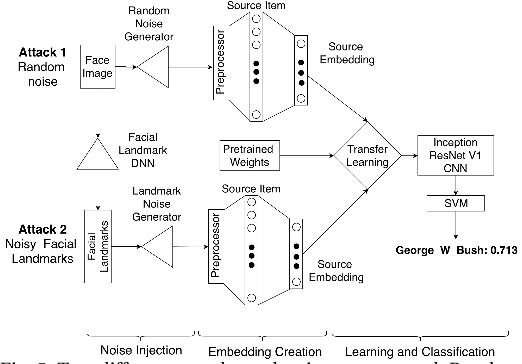 Source Item
Random
Noise
Generator
Attack 1
Random
noise
Face
Image
Preprocessor
Source
Embedding
Facial
Landmark
DNN
Pretrained
Weights
Transfer
Learning
Inception
ResNet V1
CNN
SVM
George W Bush: 0.713
Landmark
Noise
Generator
Source Item
Attack 2
Noisy Facial
Landmarks
Facial
Landmarks
Preprocessor
Source
Embedding
Noise Injection
Embedding Creation
Learning and Classification